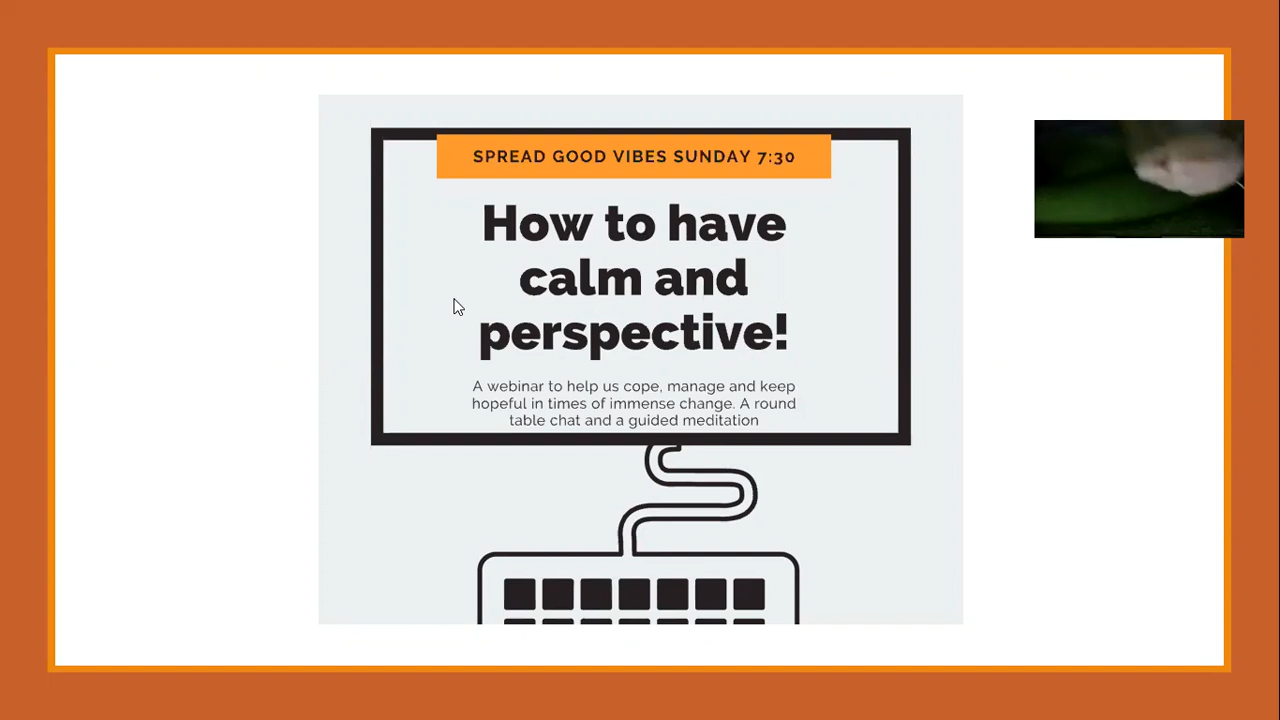 SPREAD GOOD VIBES SUNDAY 7:30
How to have
calm and
perspective!
A webinar to help us cope, manage and keep
hopeful in times of immense change. A round
table chat and a guided meditation